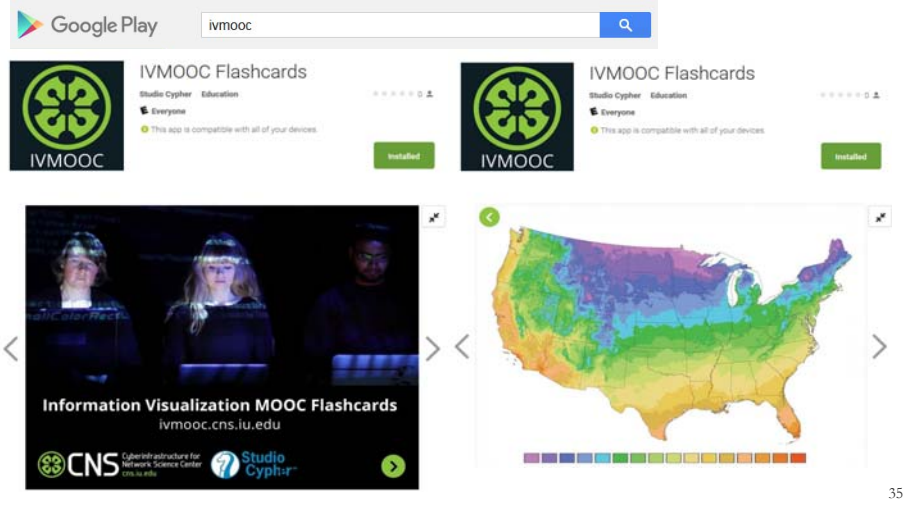 Google Play
ivmooc
IVMOOC Flashcards
Studio Cypher Education
0
Everyone
This app is compatible with all of your devices.
Installed
IVMOOC
IVMOOC Flashcards
Studio Cypher Education
0
Everyone
This app is compatible with all of your devices.
Installed
IVMOOC
Information Visualization MOOC Flashcards
ivmooc.cns.iu.edu
CNS
Cyberinfrastructure for
Network Science Center
cns.iu.edu
Studio
35